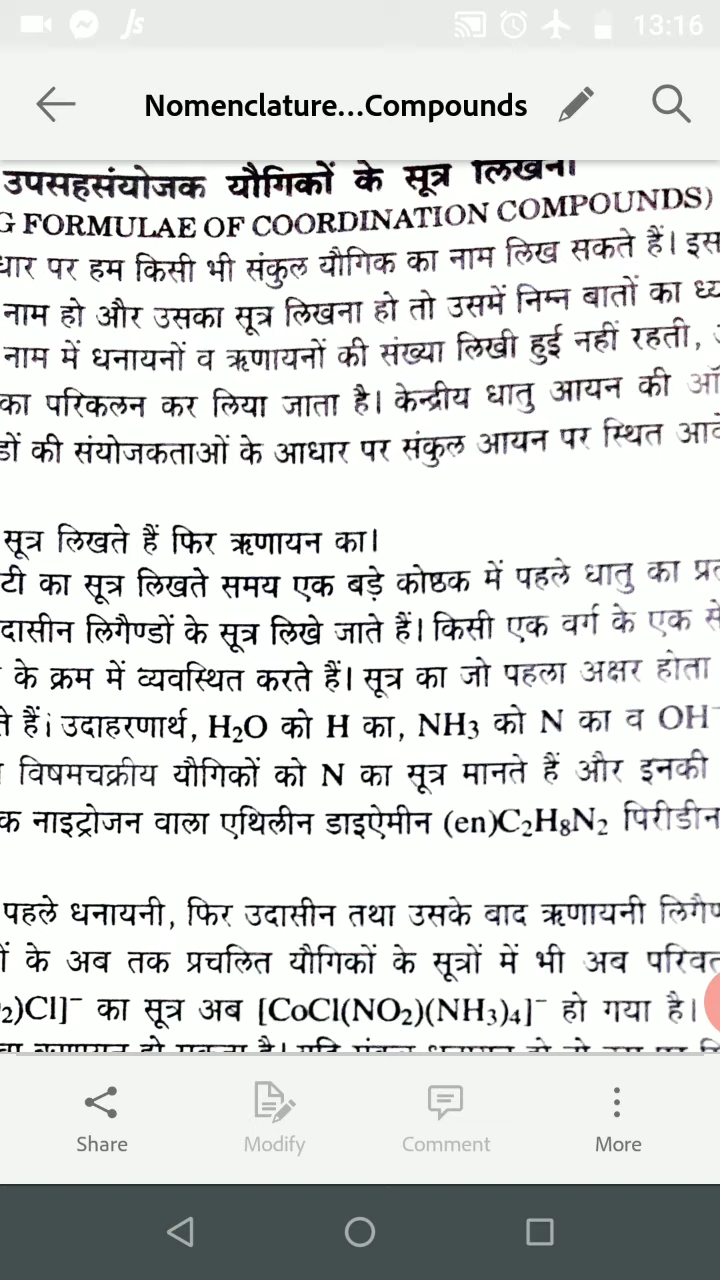 13:16
Nomenclature...Compounds
उपसहसंयोजक यौगिकों के सूत्र लिखना
G FORMULAE OF COORDINATION COMPOUNDS)
धार पर हम किसी भी संकुल यौगिक का नाम लिख सकते हैं। इस
नाम हो और उसका सूत्र लिखना हो तो उसमें निम्न बातों का ध्य
नाम में धनायनों व ऋणायनों की संख्या लिखी हुई नहीं रहती,
का परिकलन कर लिया जाता है। केन्द्रीय धातु आयन की ऑ
डों की संयोजकताओं के आधार पर संकुल आयन पर स्थित आवे
सूत्र लिखते हैं फिर ऋणायन का।
टी का सूत्र लिखते समय एक बड़े कोष्ठक में पहले धातु का प्रत
दासीन लिगैण्डों के सूत्र लिखे जाते हैं। किसी एक वर्ग के एक से
के क्रम में व्यवस्थित करते हैं। सूत्र का जो पहला अक्षर होता
ते हैं। उदाहरणार्थ, H₂O को H का, NH₃ को N का व OH⁻
विषमचक्रीय यौगिकों को N का सूत्र मानते हैं और इनकी
क नाइट्रोजन वाला एथिलीन डाइऐमीन (en)C₂H₈N₂ पिरीडीन
पहले धनायनी, फिर उदासीन तथा उसके बाद ऋणायनी लिगैण
ों के अब तक प्रचलित यौगिकों के सूत्रों में भी अब परिवत
₂)Cl]⁻ का सूत्र अब [CoCl(NO₂)(NH₃)₄]⁻ हो गया है।
Share Modify Comment More